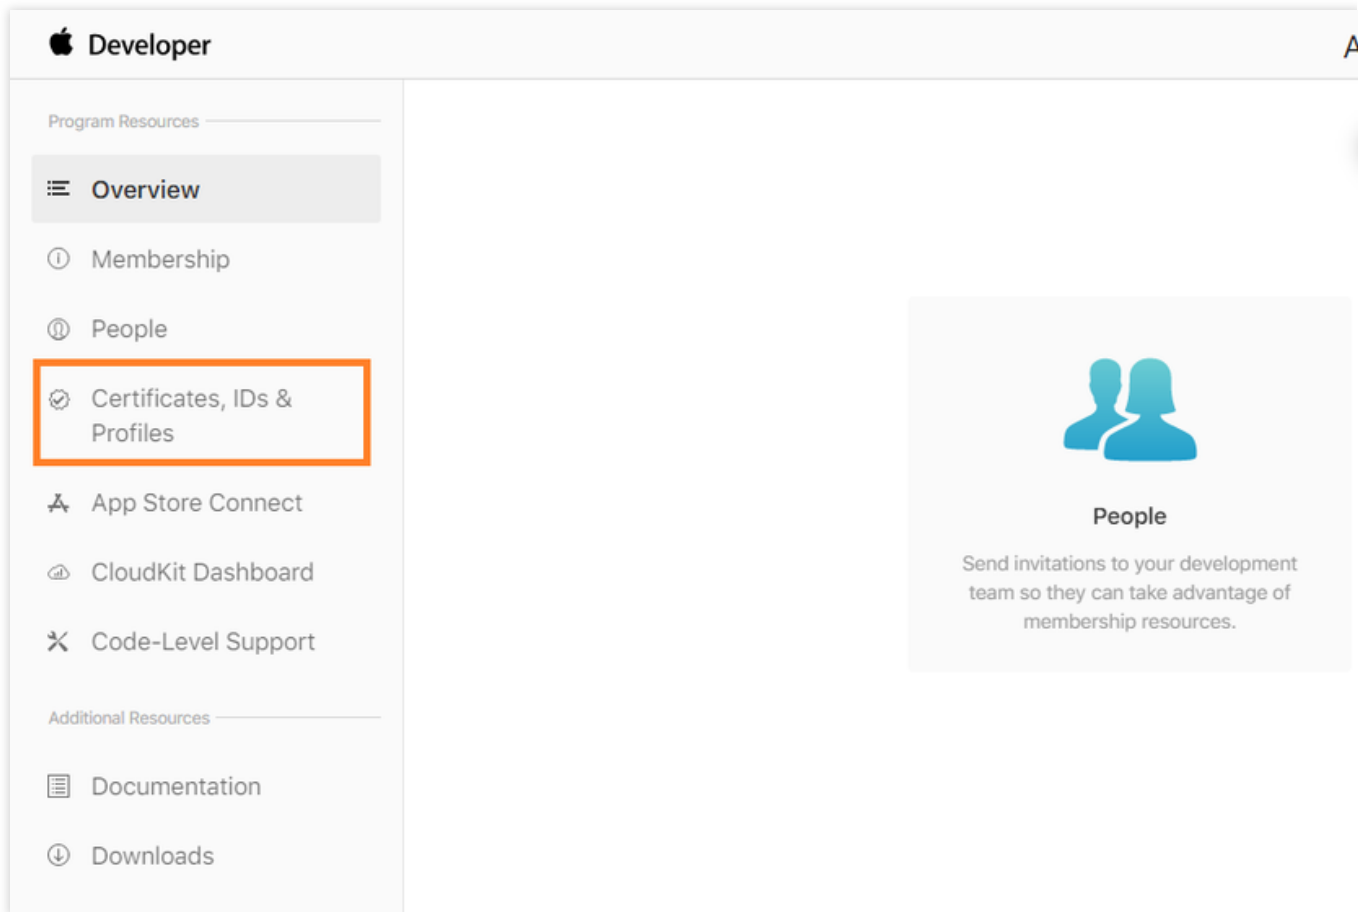 Developer
Program Resources
Overview
Membership
People
Certificates, IDs &
Profiles
App Store Connect
CloudKit Dashboard
Code-Level Support
Additional Resources
Documentation
Downloads
People
Send invitations to your development
team so they can take advantage of
membership resources.